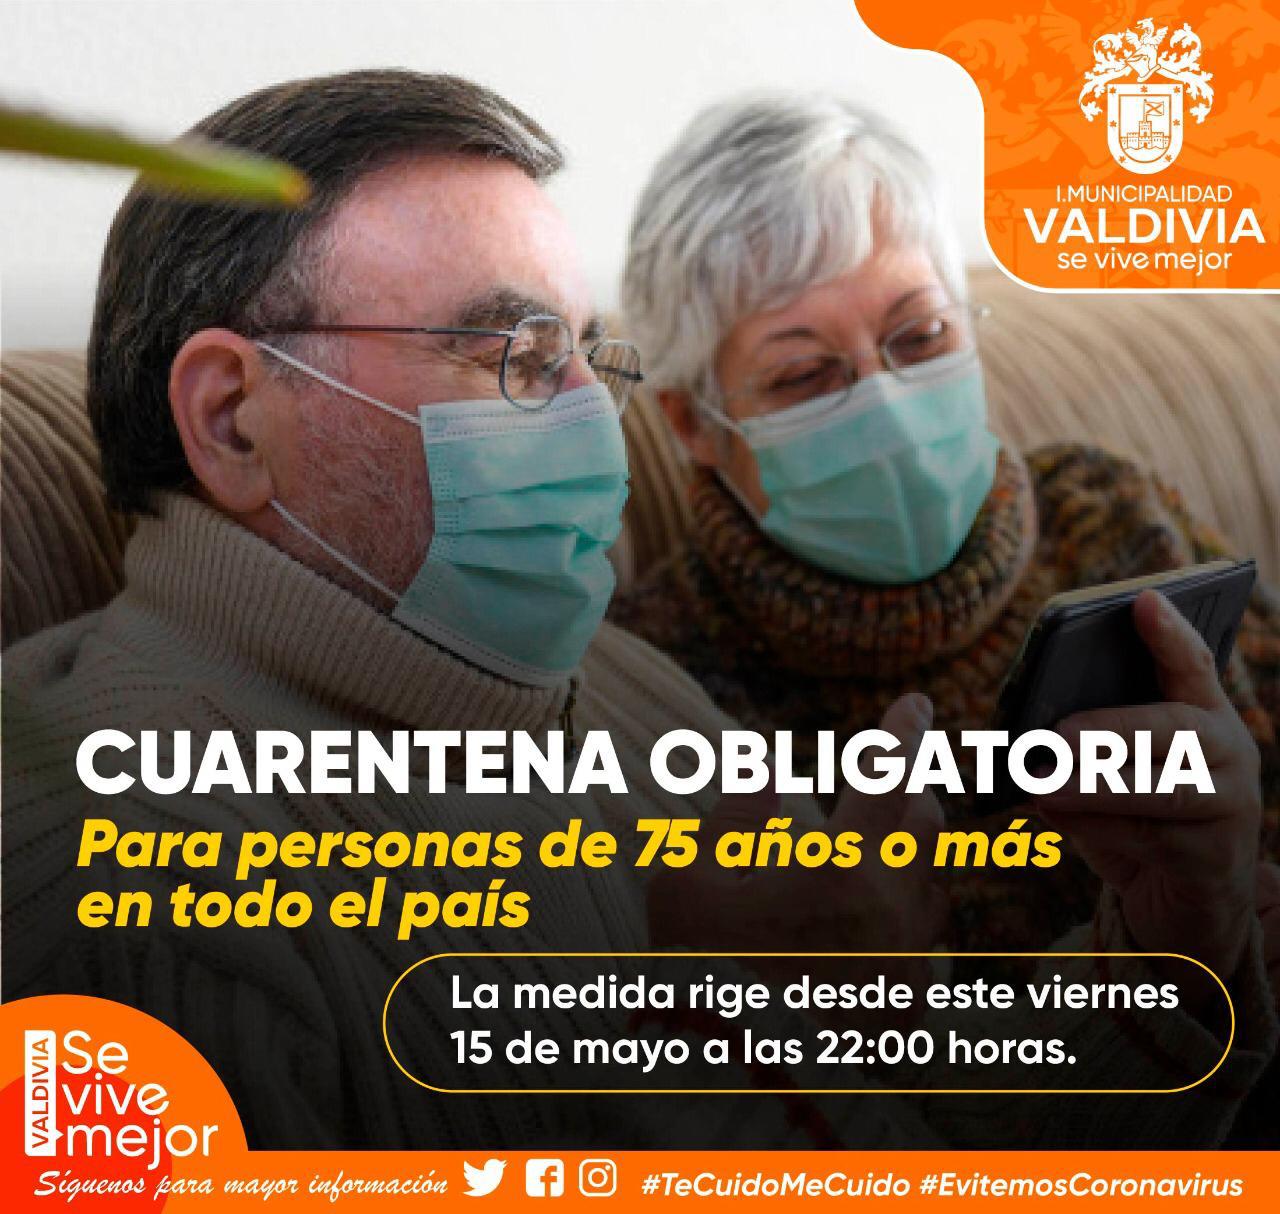 I.MUNICIPALIDAD
VALDIVIA
se vive mejor
CUARENTENA OBLIGATORIA
Para personas de 75 años o más
en todo el país
La medida rige desde este viernes
15 de mayo a las 22:00 horas.
VALDIVIA
Se
vive
mejor
Síguenos para mayor información
#TeCuidoMeCuido #EvitemosCoronavirus